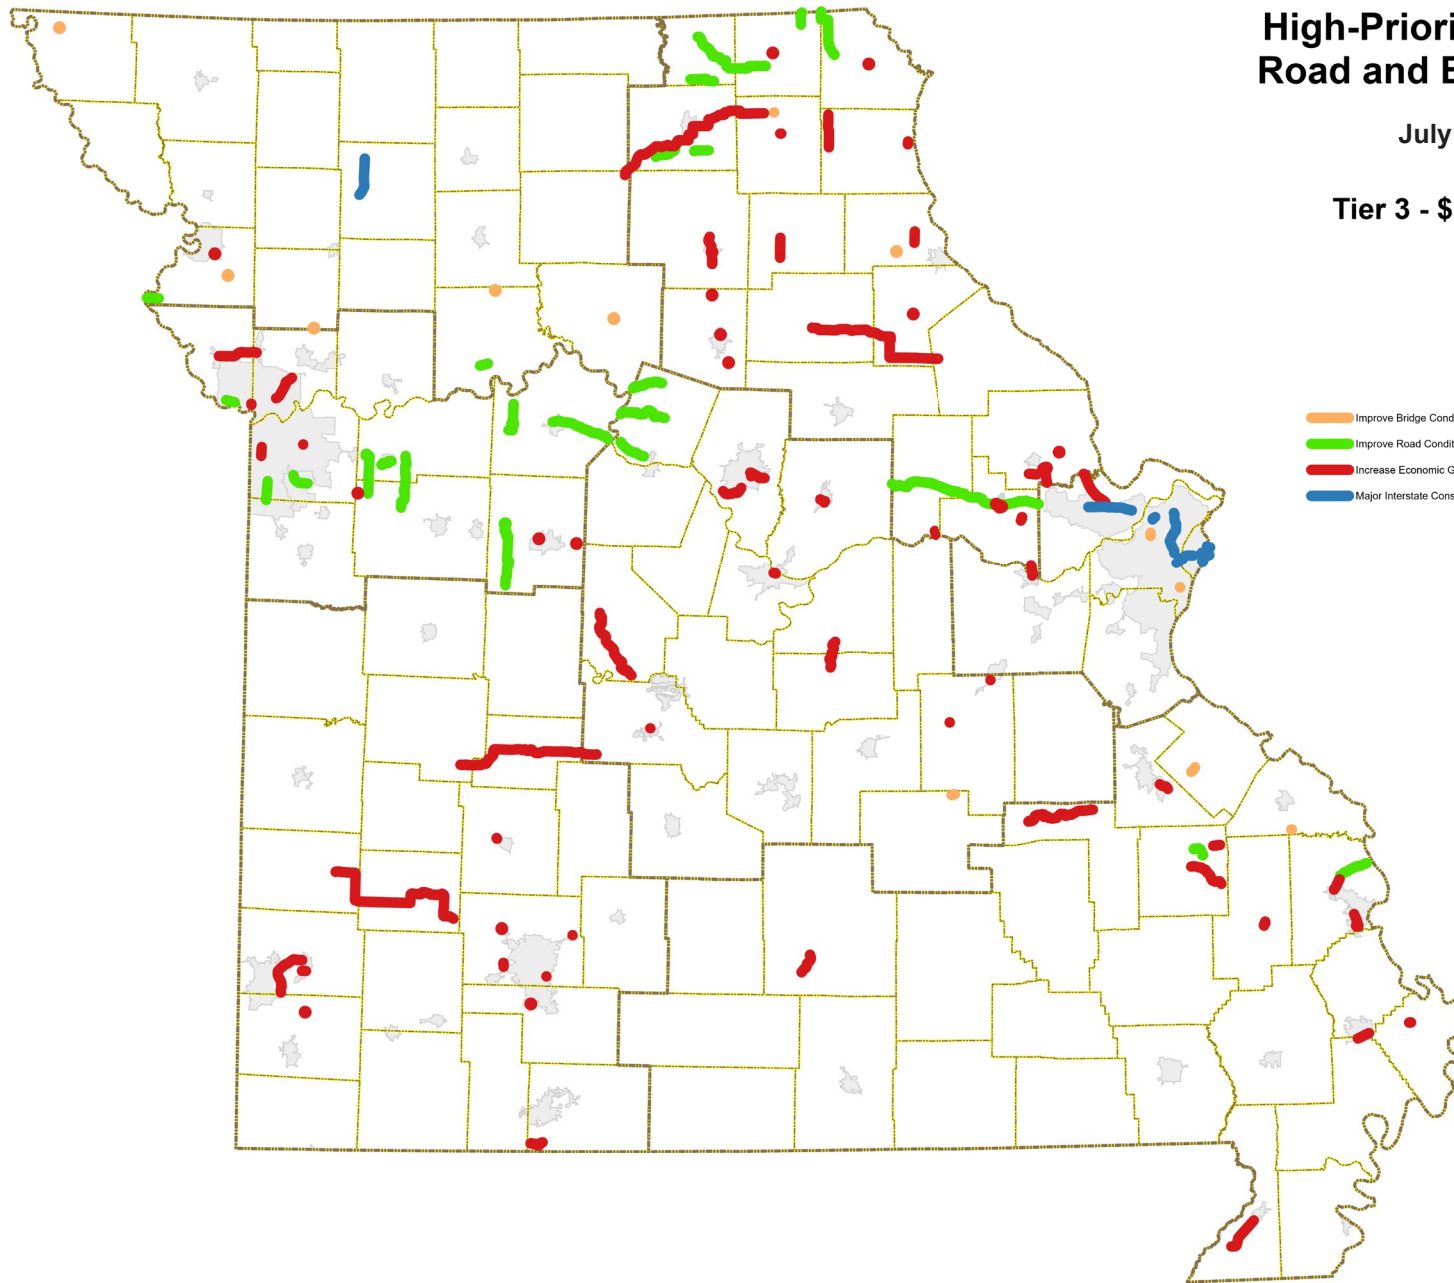 High-Priori
Road and B
July
Tier 3 - $
Improve Bridge Cond
Improve Road Condit
Increase Economic G
Major Interstate Cons